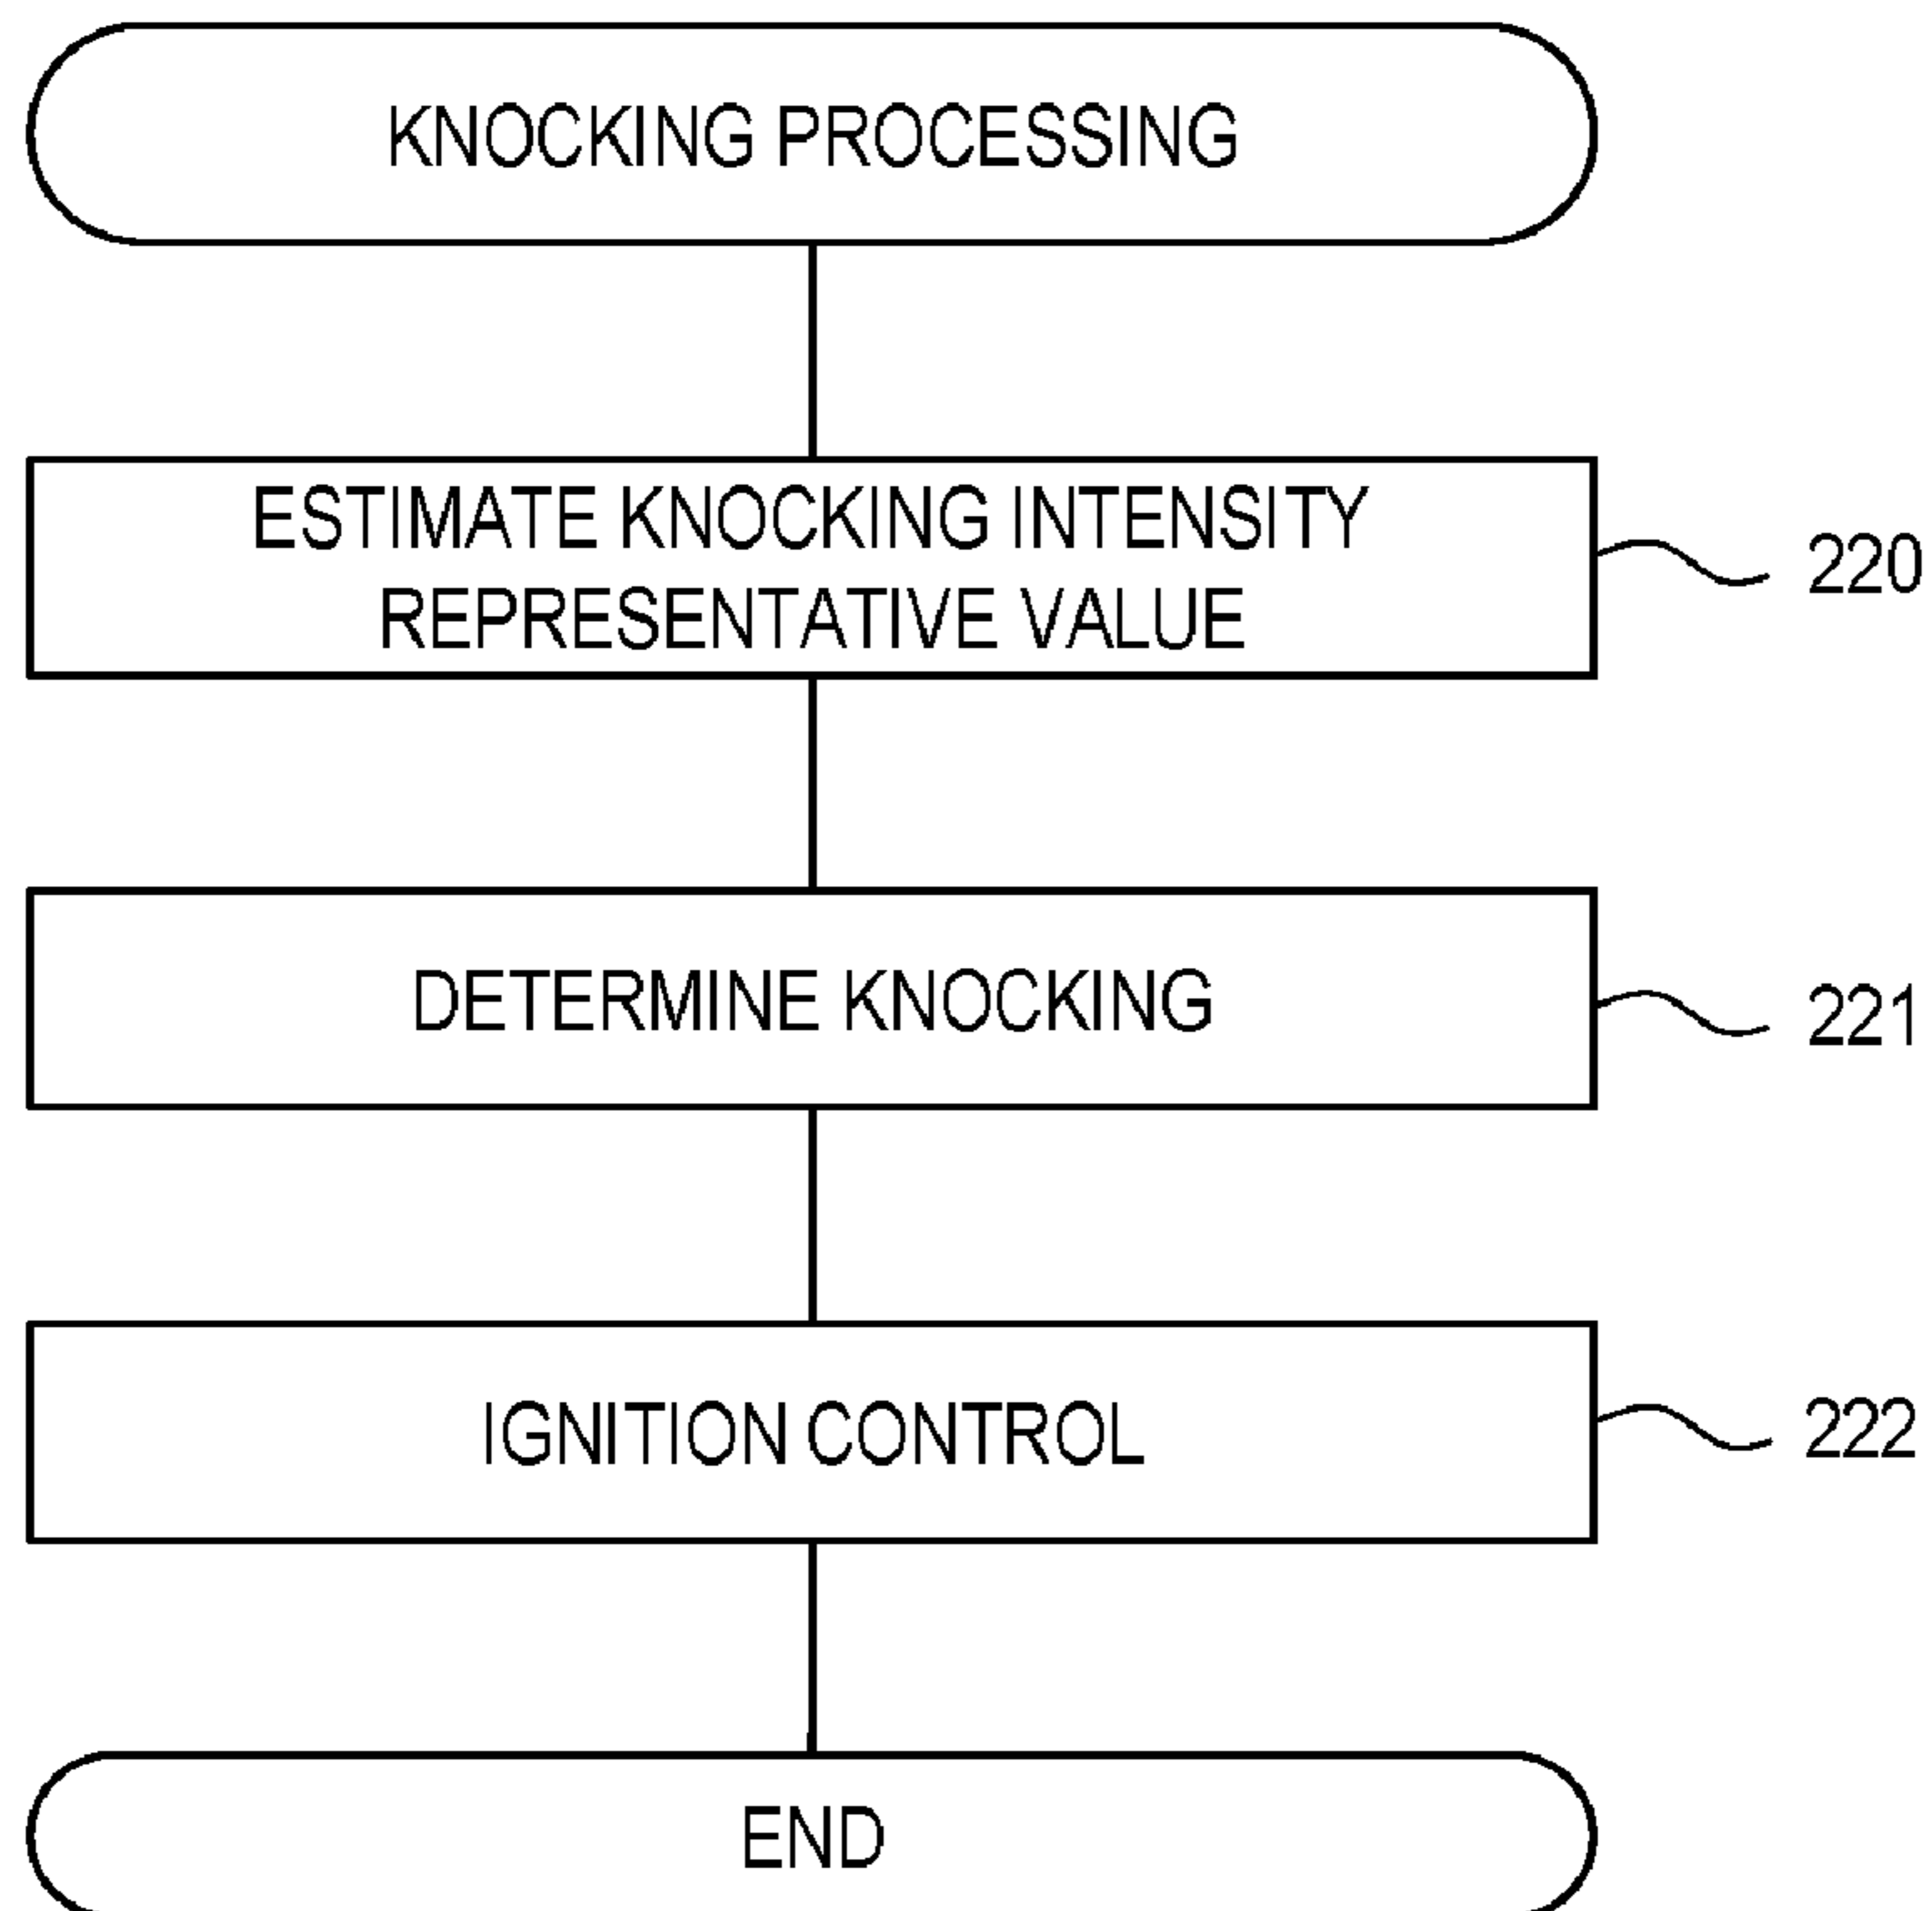 KNOCKING PROCESSING
ESTIMATE KNOCKING INTENSITY
REPRESENTATIVE VALUE
220
DETERMINE KNOCKING
221
IGNITION CONTROL
222
END